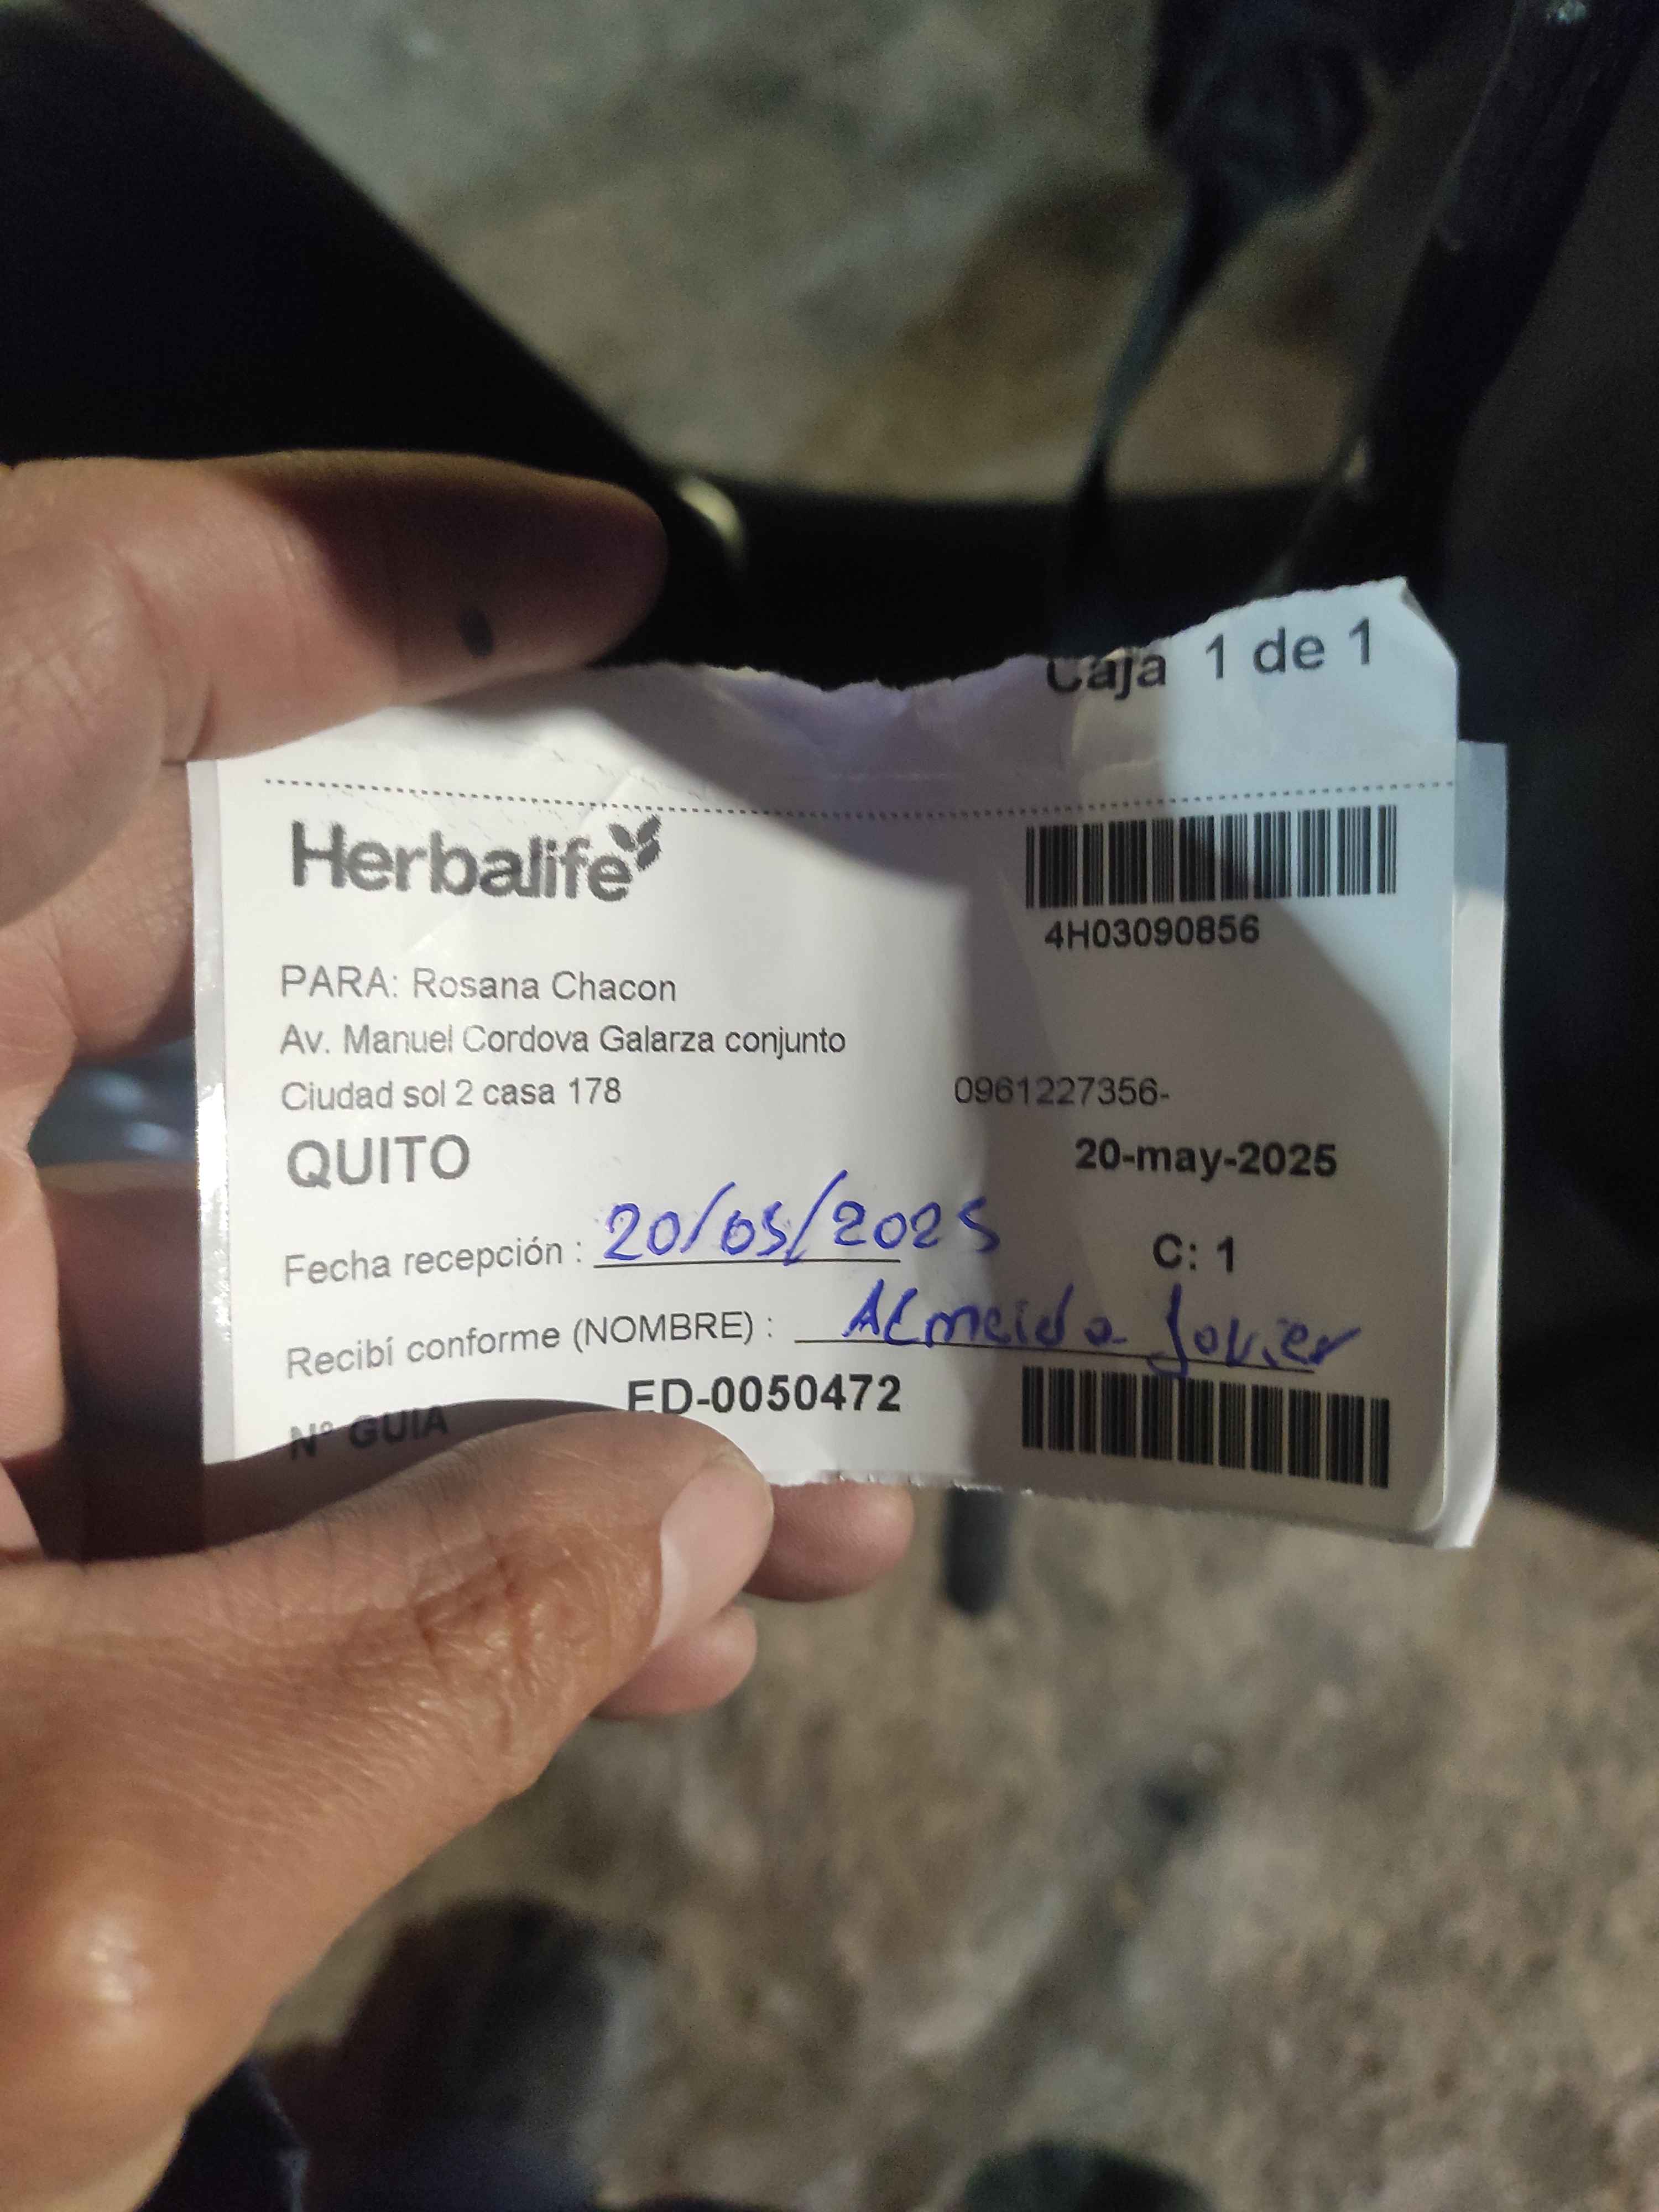 Caja 1 de 1
Herbalife
4H03090856
PARA: Rosana Chacon
Av. Manuel Cordova Galarza conjunto
Ciudad sol 2 casa 178 0961227356-
QUITO 20-may-2025
Fecha recepción : 20/05/2025 C: 1
Recibí conforme (NOMBRE) : Almeida Javier
Nº GUIA ED-0050472